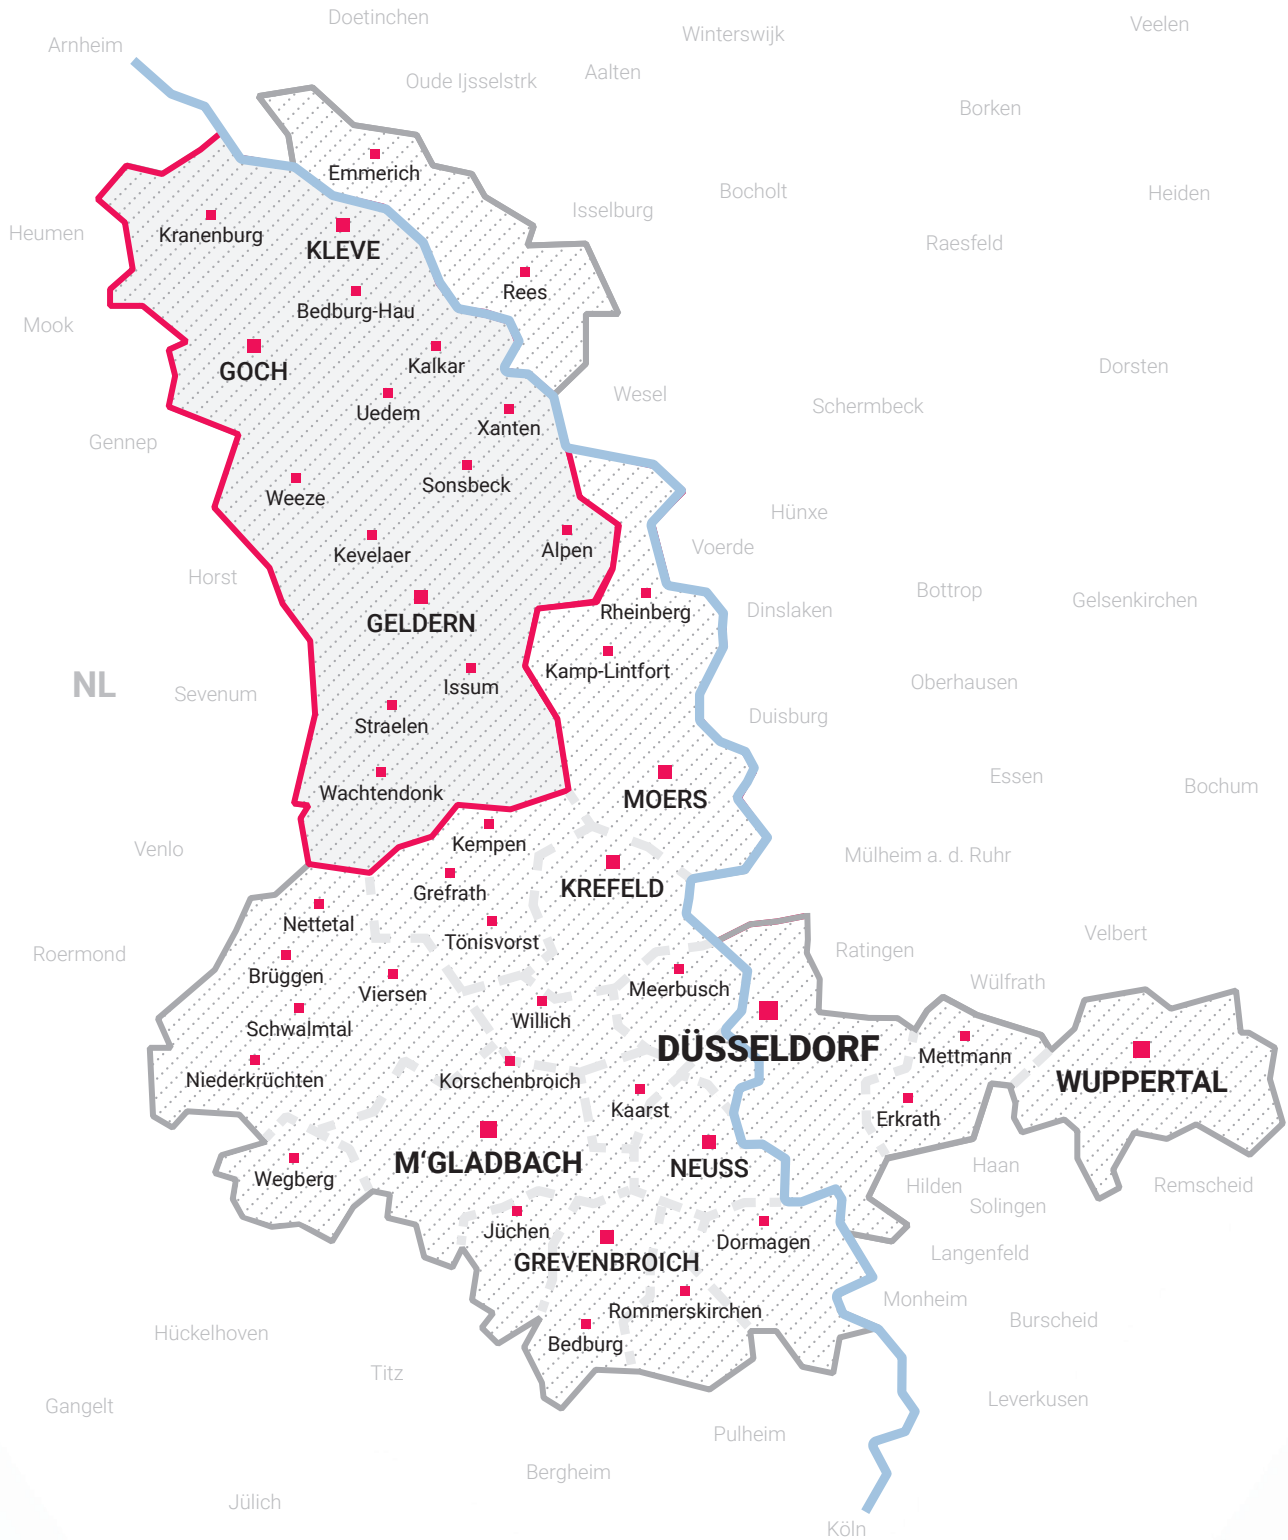 Doetinchen
Veelen
Winterswijk
Arnheim
Aalten
Oude Ijsselstrk
Borken
Emmerich
Bocholt
Heiden
Isselburg
Heumen
Kranenburg
KLEVE
Raesfeld
Rees
Bedburg-Hau
Mook
Kalkar
Dorsten
GOCH
Wesel
Schermbeck
Uedem
Xanten
Gennep
Sonsbeck
Weeze
Hünxe
Voerde
Alpen
Kevelaer
Horst
Bottrop
Gelsenkirchen
Dinslaken
Rheinberg
GELDERN
Kamp-Lintfort
Oberhausen
NL
Issum
Sevenum
Duisburg
Straelen
Essen
Bochum
Wachtendonk
MOERS
Kempen
Venlo
Mülheim a. d. Ruhr
KREFELD
Grefrath
Nettetal
Velbert
Tönisvorst
Ratingen
Roermond
Brüggen
Wülfrath
Meerbusch
Viersen
Willich
Schwalmtal
DÜSSELDORF
Mettmann
Niederkrüchten
Korschenbroich
WUPPERTAL
Kaarst
Erkrath
M‘GLADBACH
Haan
NEUSS
Wegberg
Hilden
Remscheid
Solingen
Jüchen
Dormagen
Langenfeld
GREVENBROICH
Monheim
Rommerskirchen
Burscheid
Hückelhoven
Bedburg
Titz
Leverkusen
Gangelt
Pulheim
Bergheim
Jülich
Köln